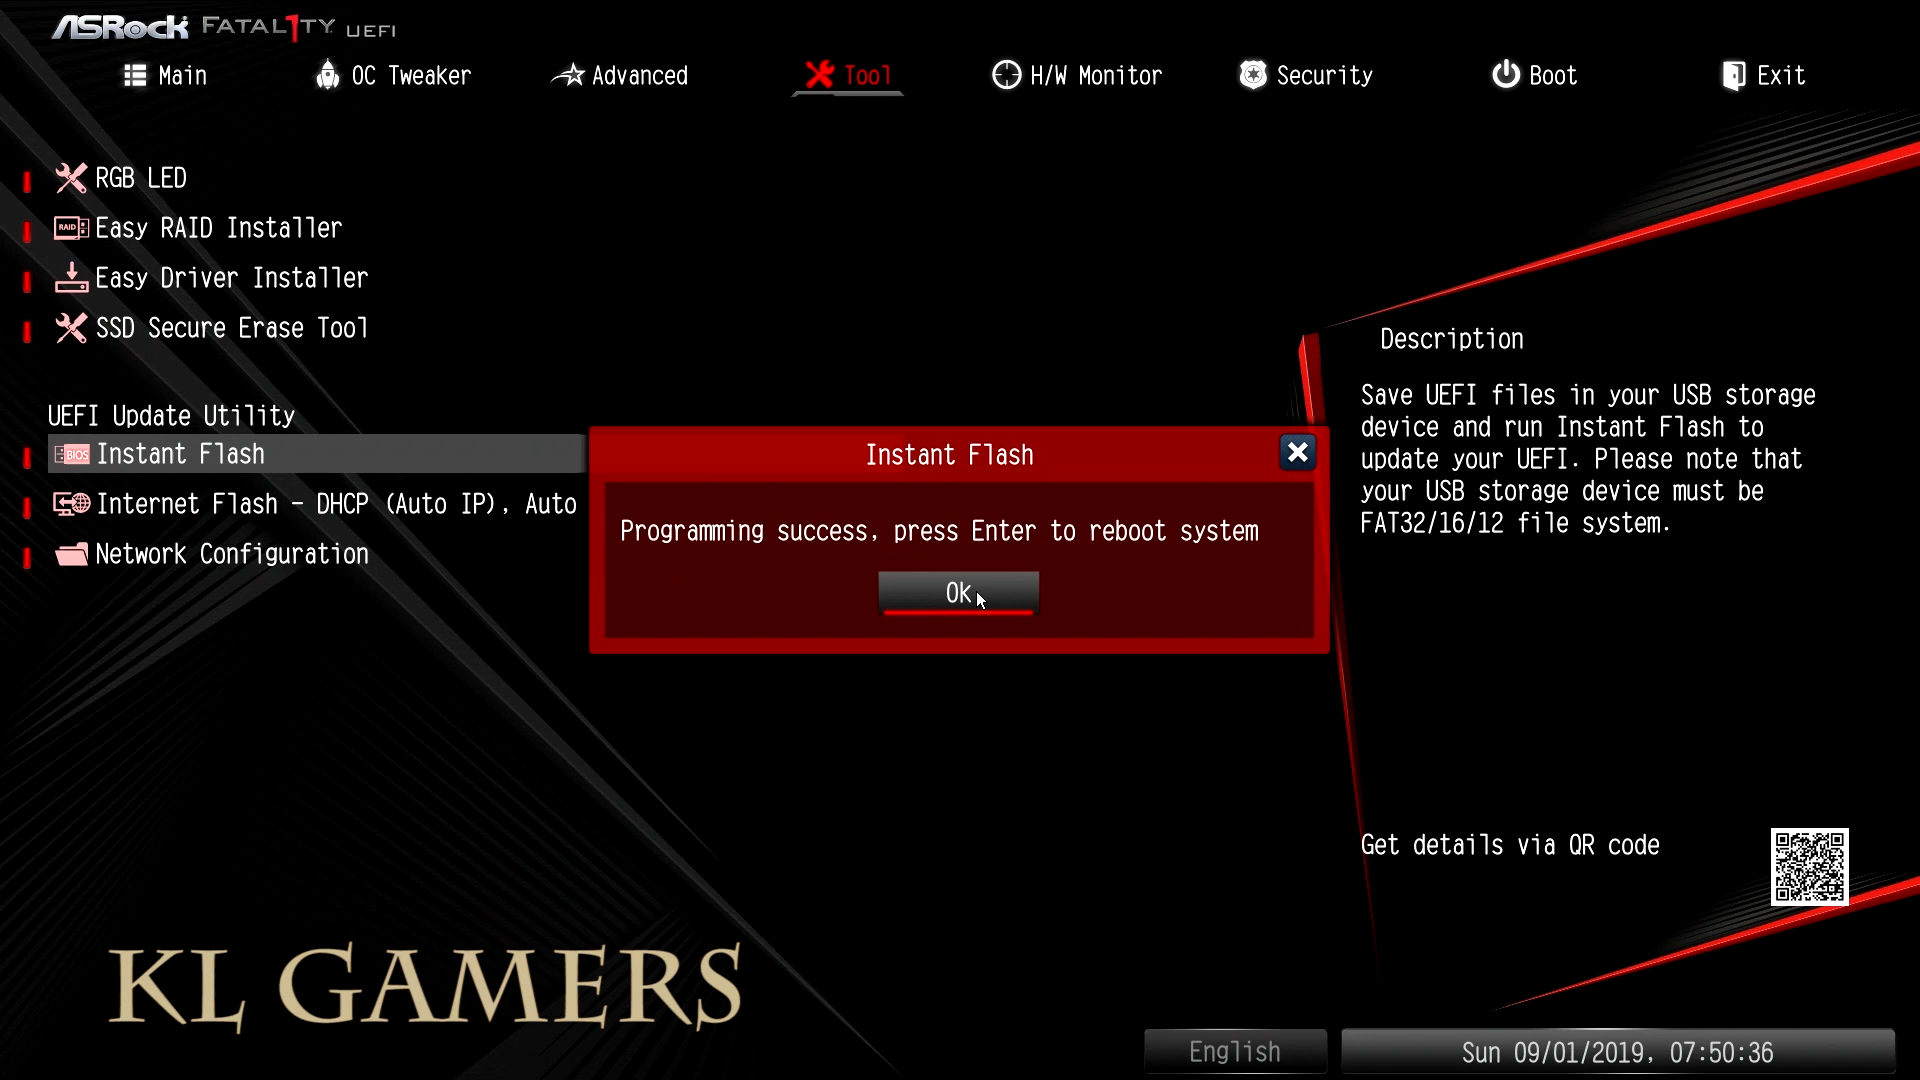 ASRock FATAL1TY UEFI
Main OC Tweaker Advanced Tool H/W Monitor Security Boot Exit
RGB LED
RAID Easy RAID Installer
Easy Driver Installer
SSD Secure Erase Tool
UEFI Update Utility
BIOS Instant Flash
Internet Flash - DHCP (Auto IP), Auto
Network Configuration
Instant Flash
Programming success, press Enter to reboot system
Ok
Description
Save UEFI files in your USB storage
device and run Instant Flash to
update your UEFI. Please note that
your USB storage device must be
FAT32/16/12 file system.
Get details via QR code
KL GAMERS
English
Sun 09/01/2019, 07:50:36